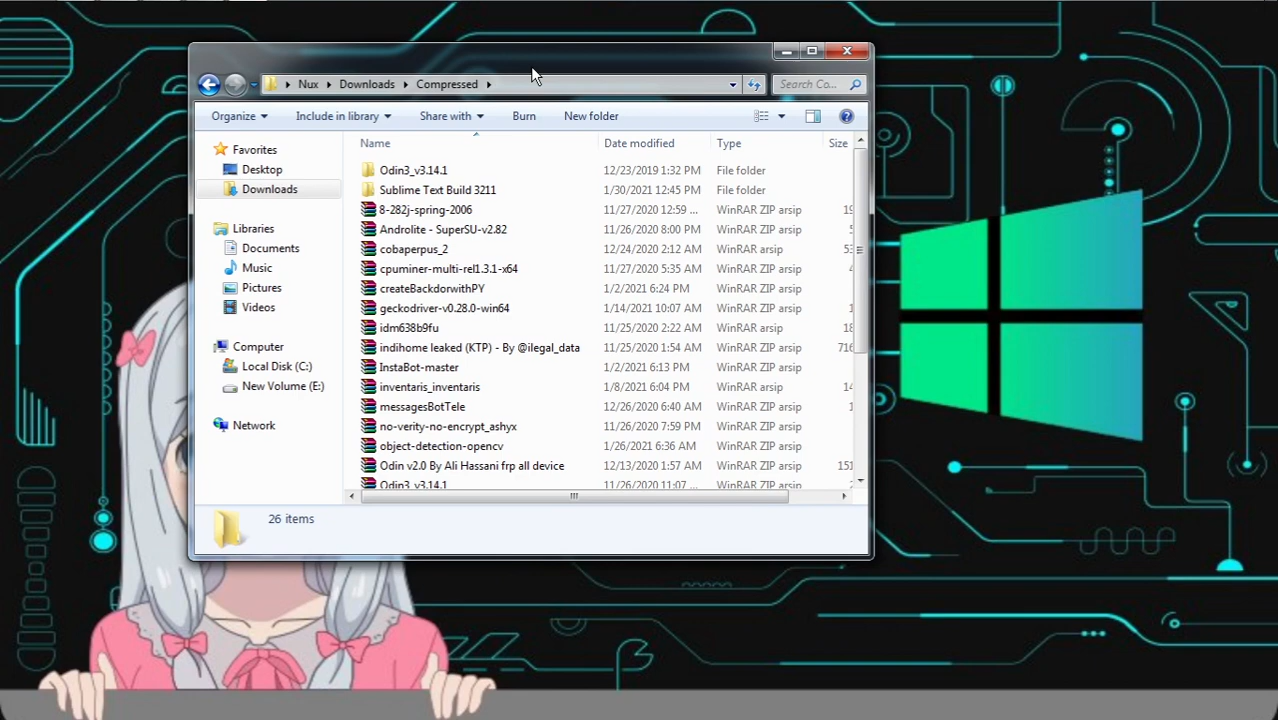 Nux Downloads Compressed Search Co...
Organize Include in library Share with Burn New folder
Favorites
Desktop
Downloads
Libraries
Documents
Music
Pictures
Videos
Computer
Local Disk (C:)
New Volume (E:)
Network
Name Date modified Type Size
Odin3_v3.14.1 12/23/2019 1:32 PM File folder
Sublime Text Build 3211 1/30/2021 12:45 PM File folder
8-282j-spring-2006 11/27/2020 12:59 ... WinRAR ZIP arsip 19
Androlite - SuperSU-v2.82 11/26/2020 8:00 PM WinRAR ZIP arsip 5
cobaperpus_2 12/24/2020 2:12 AM WinRAR arsip 53
cpuminer-multi-rel1.3.1-x64 11/27/2020 5:35 AM WinRAR ZIP arsip 4
createBackdorwithPY 1/2/2021 6:24 PM WinRAR ZIP arsip
geckodriver-v0.28.0-win64 1/14/2021 10:07 AM WinRAR ZIP arsip 1
idm638b9fu 11/25/2020 2:22 AM WinRAR arsip 18
indihome leaked (KTP) - By @ilegal_data 11/25/2020 1:54 AM WinRAR ZIP arsip 716
InstaBot-master 1/2/2021 6:13 PM WinRAR ZIP arsip
inventaris_inventaris 1/8/2021 6:04 PM WinRAR arsip 14
messagesBotTele 12/26/2020 6:40 AM WinRAR ZIP arsip 1
no-verity-no-encrypt_ashyx 11/26/2020 7:59 PM WinRAR ZIP arsip
object-detection-opencv 1/26/2021 6:36 AM WinRAR ZIP arsip
Odin v2.0 By Ali Hassani frp all device 12/13/2020 1:57 AM WinRAR ZIP arsip 151
Odin3_v3.14.1 11/26/2020 11:07 ... WinRAR ZIP arsip 2
26 items